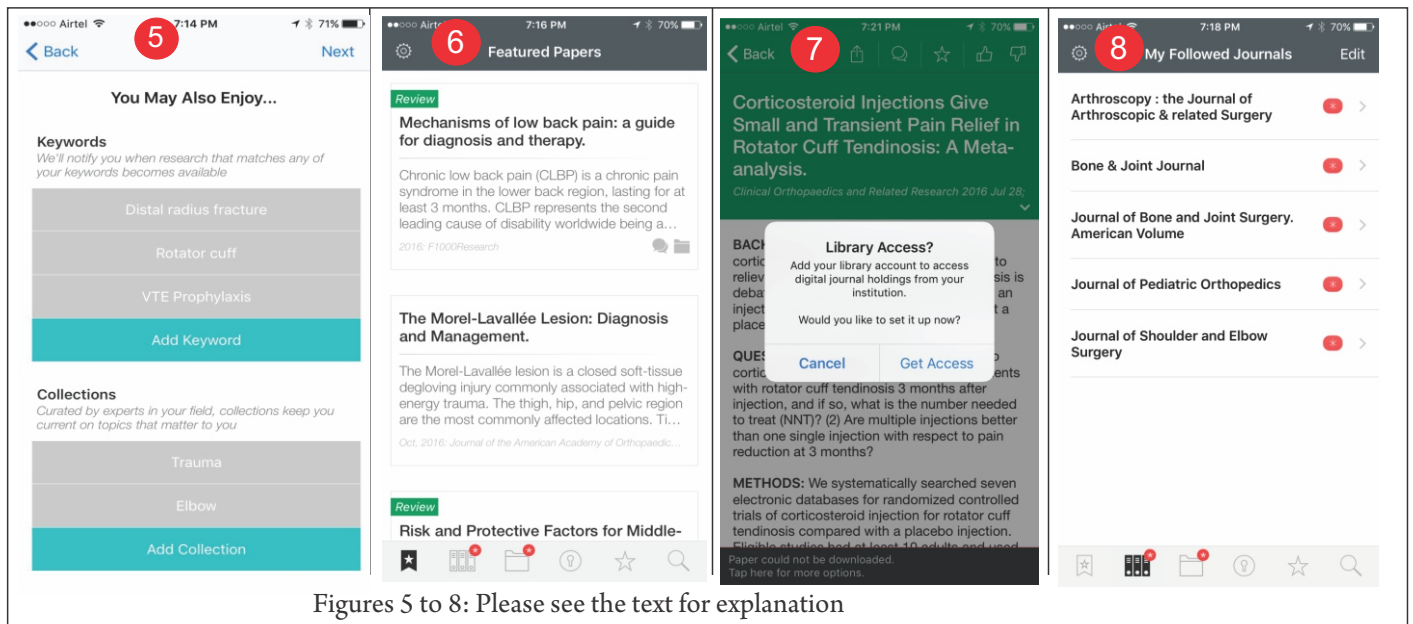 Airtel 7:14 PM 71%
5
Back Next
You May Also Enjoy...
Keywords
We'll notify you when research that matches any of
your keywords becomes available
Distal radius fracture
Rotator cuff
VTE Prophylaxis
Add Keyword
Collections
Curated by experts in your field, collections keep you
current on topics that matter to you
Trauma
Elbow
Add Collection
7:16 PM 70%
6
Featured Papers
Review
Mechanisms of low back pain: a guide
for diagnosis and therapy.
Chronic low back pain (CLBP) is a chronic pain
syndrome in the lower back region, lasting for at
least 3 months. CLBP represents the second
leading cause of disability worldwide being a...
2016: F1000Research
The Morel-Lavallée Lesion: Diagnosis
and Management.
The Morel-Lavallée lesion is a closed soft-tissue
degloving injury commonly associated with high-
energy trauma. The thigh, hip, and pelvic region
are the most commonly affected locations. Ti...
Oct, 2016: Journal of the American Academy of Orthopaedic...
Review
Risk and Protective Factors for Middle-
Airtel 7:21 PM 70%
7
Back
Corticosteroid Injections Give
Small and Transient Pain Relief in
Rotator Cuff Tendinosis: A Meta-
analysis.
Clinical Orthopaedics and Related Research 2016 Jul 28;
Library Access?
Add your library account to access
digital journal holdings from your
institution.
Would you like to set it up now?
Cancel Get Access
with rotator cuff tendinosis 3 months after
injection, and if so, what is the number needed
to treat (NNT)? (2) Are multiple injections better
than one single injection with respect to pain
reduction at 3 months?
METHODS: We systematically searched seven
electronic databases for randomized controlled
trials of corticosteroid injection for rotator cuff
tendinosis compared with a placebo injection.
Eligible studies had at least 10 adults and used
Paper could not be downloaded.
Tap here for more options.
7:18 PM 70%
8
My Followed Journals Edit
Arthroscopy : the Journal of
Arthroscopic & related Surgery
Bone & Joint Journal
Journal of Bone and Joint Surgery.
American Volume
Journal of Pediatric Orthopedics
Journal of Shoulder and Elbow
Surgery
Figures 5 to 8: Please see the text for explanation